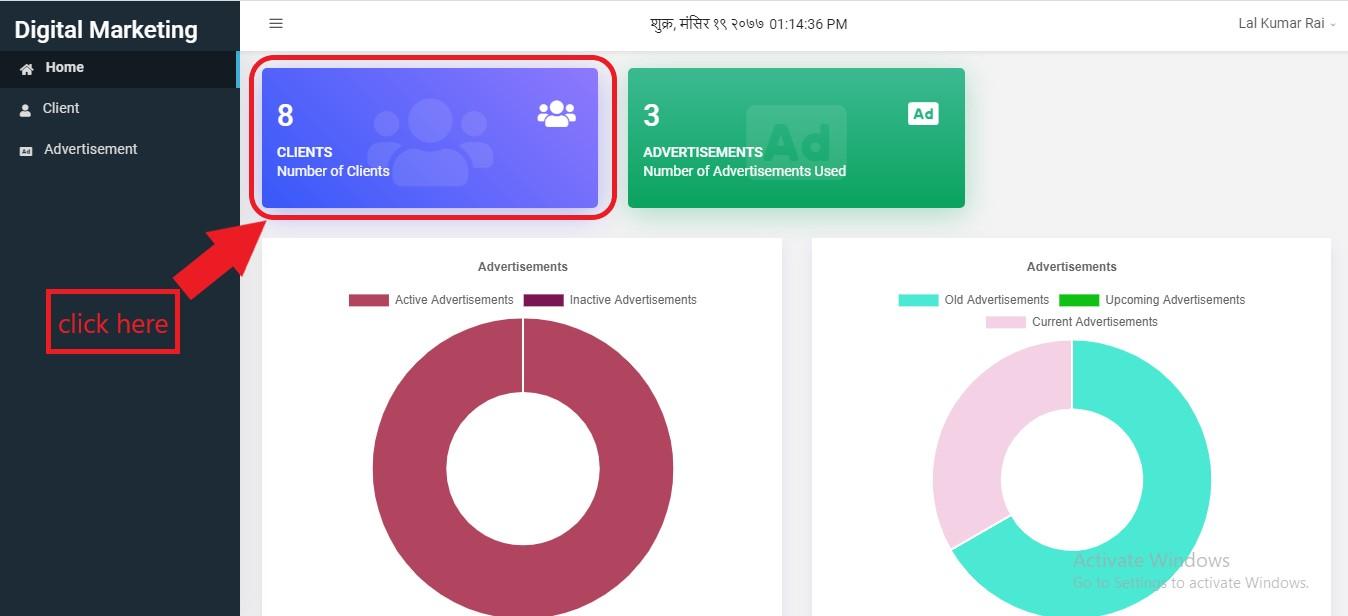 Digital Marketing
शुक्र, मंसिर १९ २०७७ 01:14:36 PM
Lal Kumar Rai
Home
Client
Advertisement
8
CLIENTS
Number of Clients
3
Ad
Ad
ADVERTISEMENTS
Number of Advertisements Used
click here
Advertisements
Active Advertisements Inactive Advertisements
Advertisements
Old Advertisements Upcoming Advertisements
Current Advertisements
Activate Windows
Go to Settings to activate Windows.